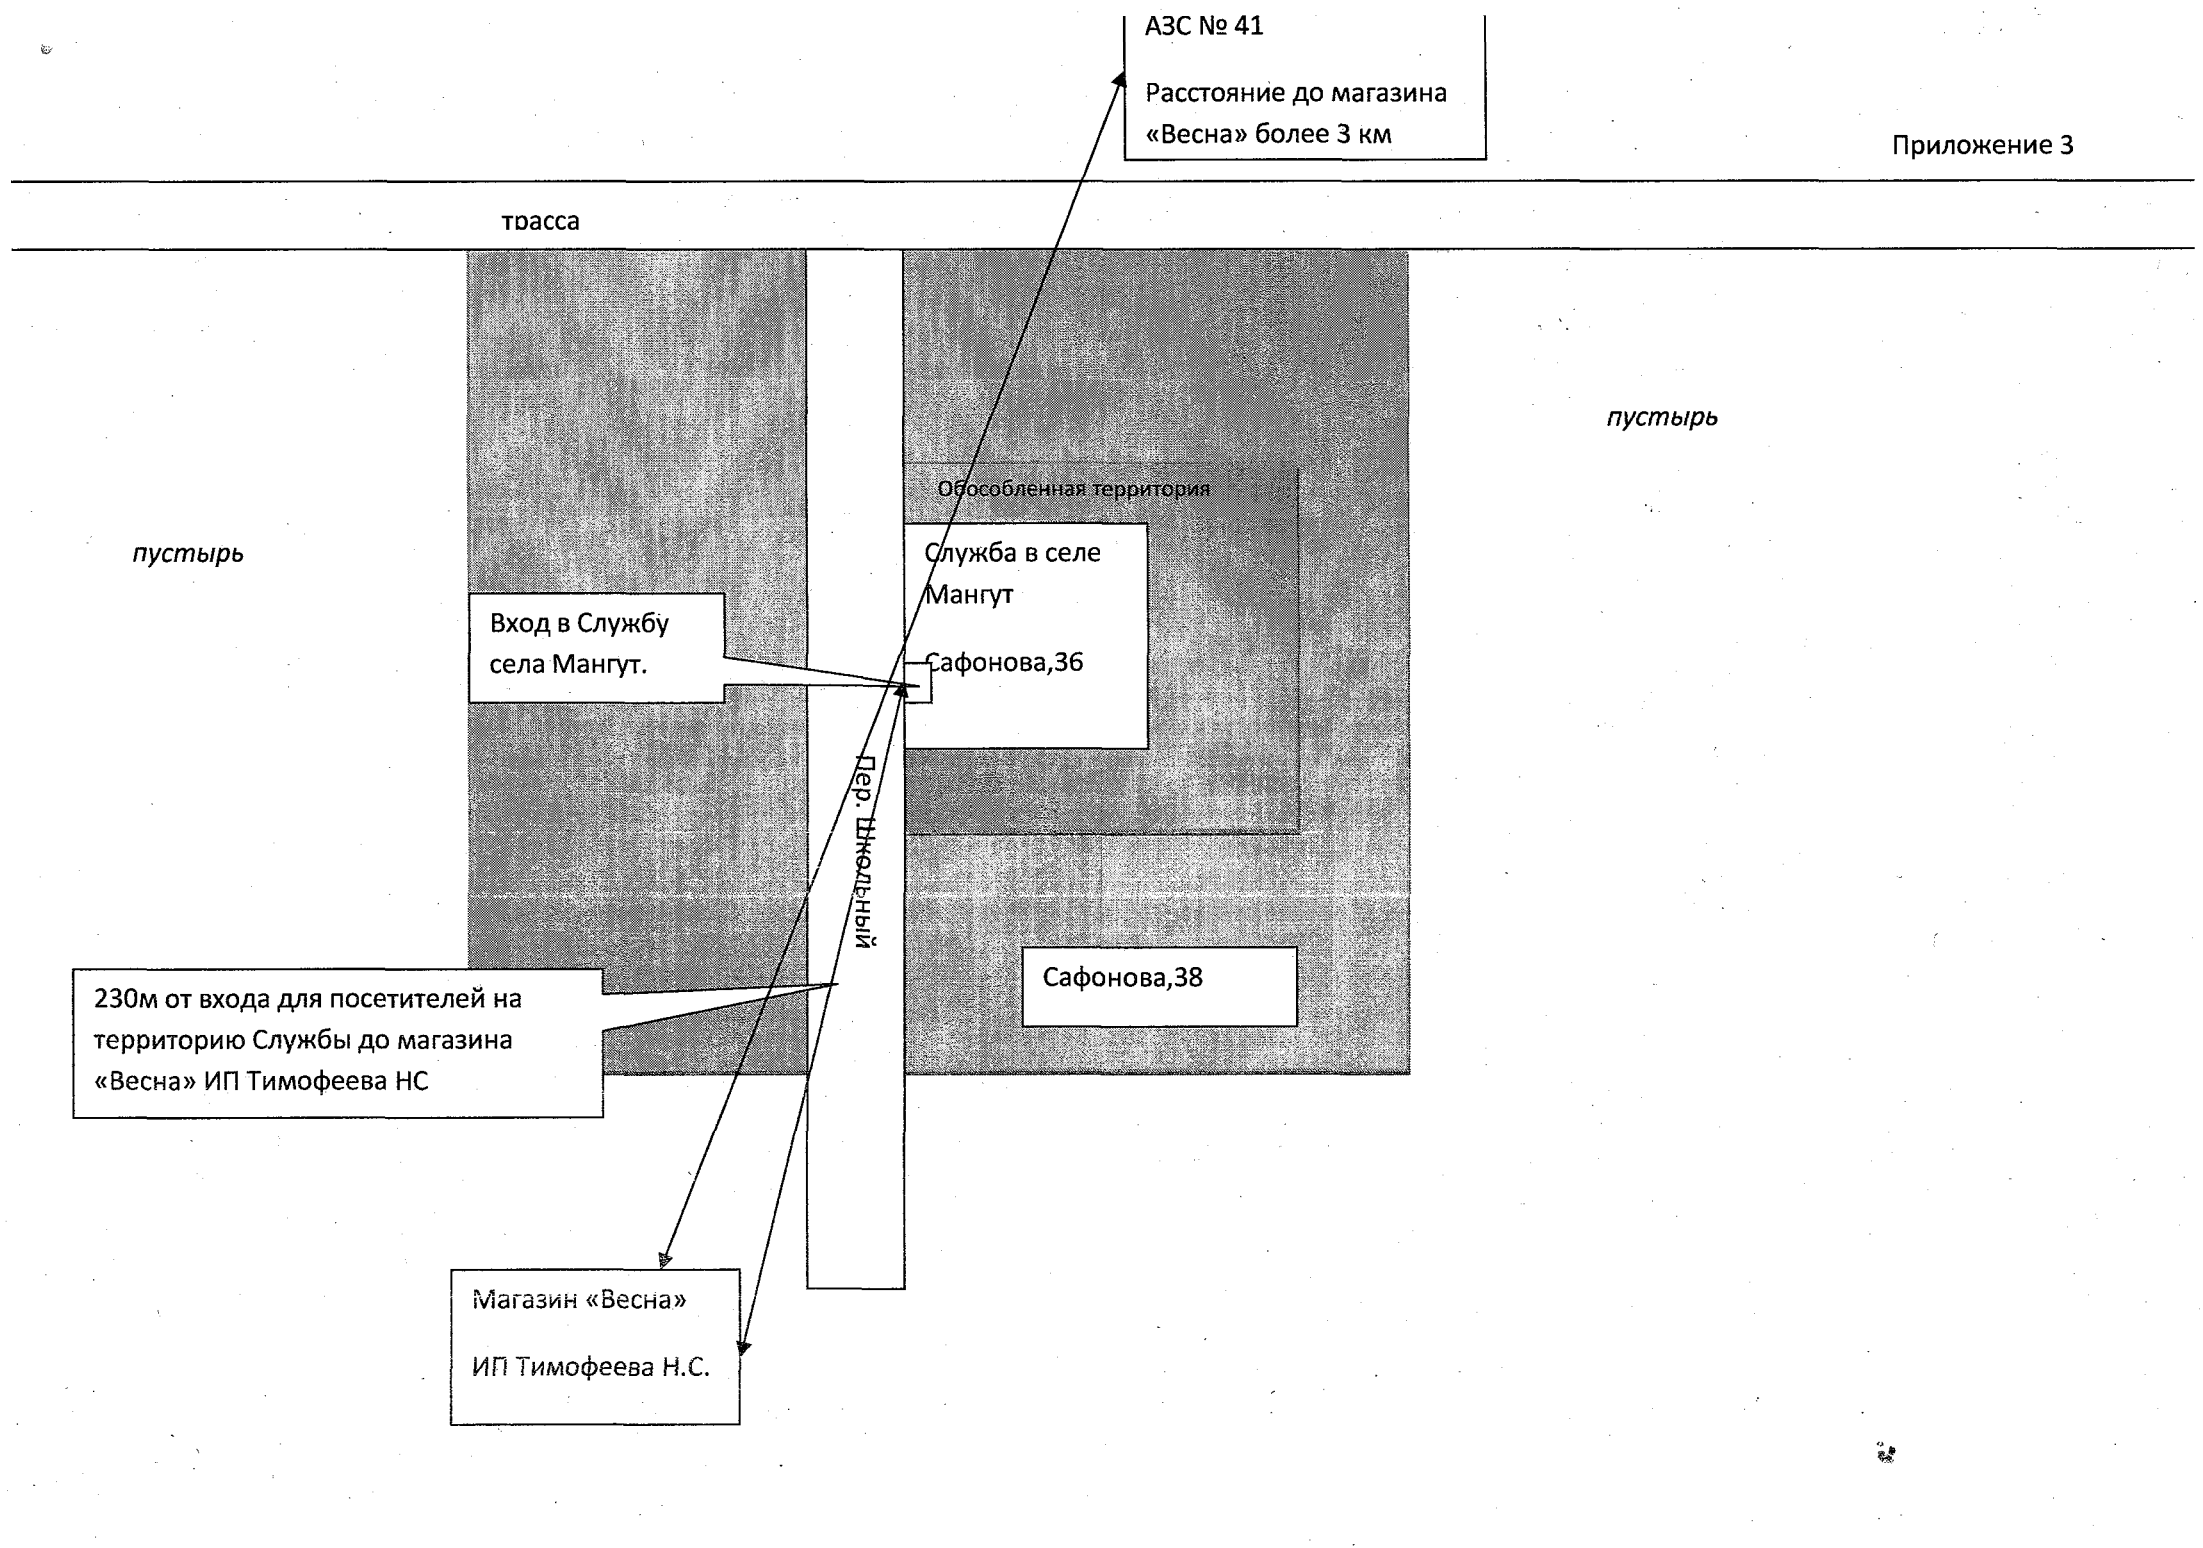 АЗС № 41
Расстояние до магазина
«Весна» более 3 км
Приложение 3
трасса
пустырь
Обособленная территория
пустырь
Служба в селе
Мангут
Сафонова,36
Вход в Службу
села Мангут.
Пер. Школьный
Сафонова,38
230м от входа для посетителей на
территорию Службы до магазина
«Весна» ИП Тимофеева НС
Магазин «Весна»
ИП Тимофеева Н.С.